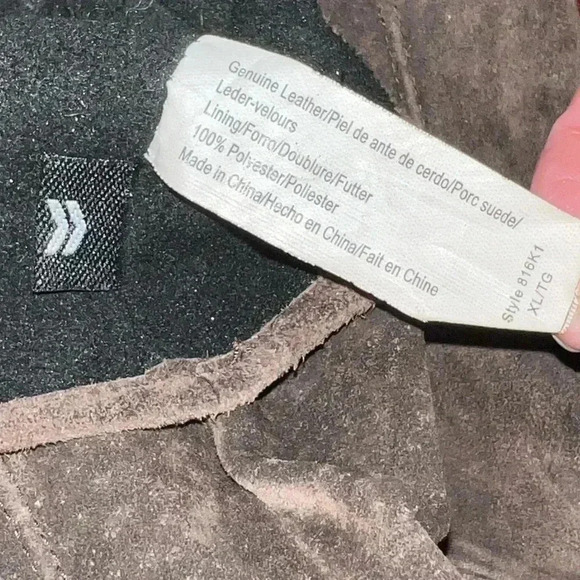 Genuine Leather/Piel de ante de cerdo/Porc suede/
Leder-velours
Lining/Forro/Doublure/Futter
100% Polyester/Poliester
Made in China/Hecho en China/Fait en Chine
Style 816K1
XL/TG